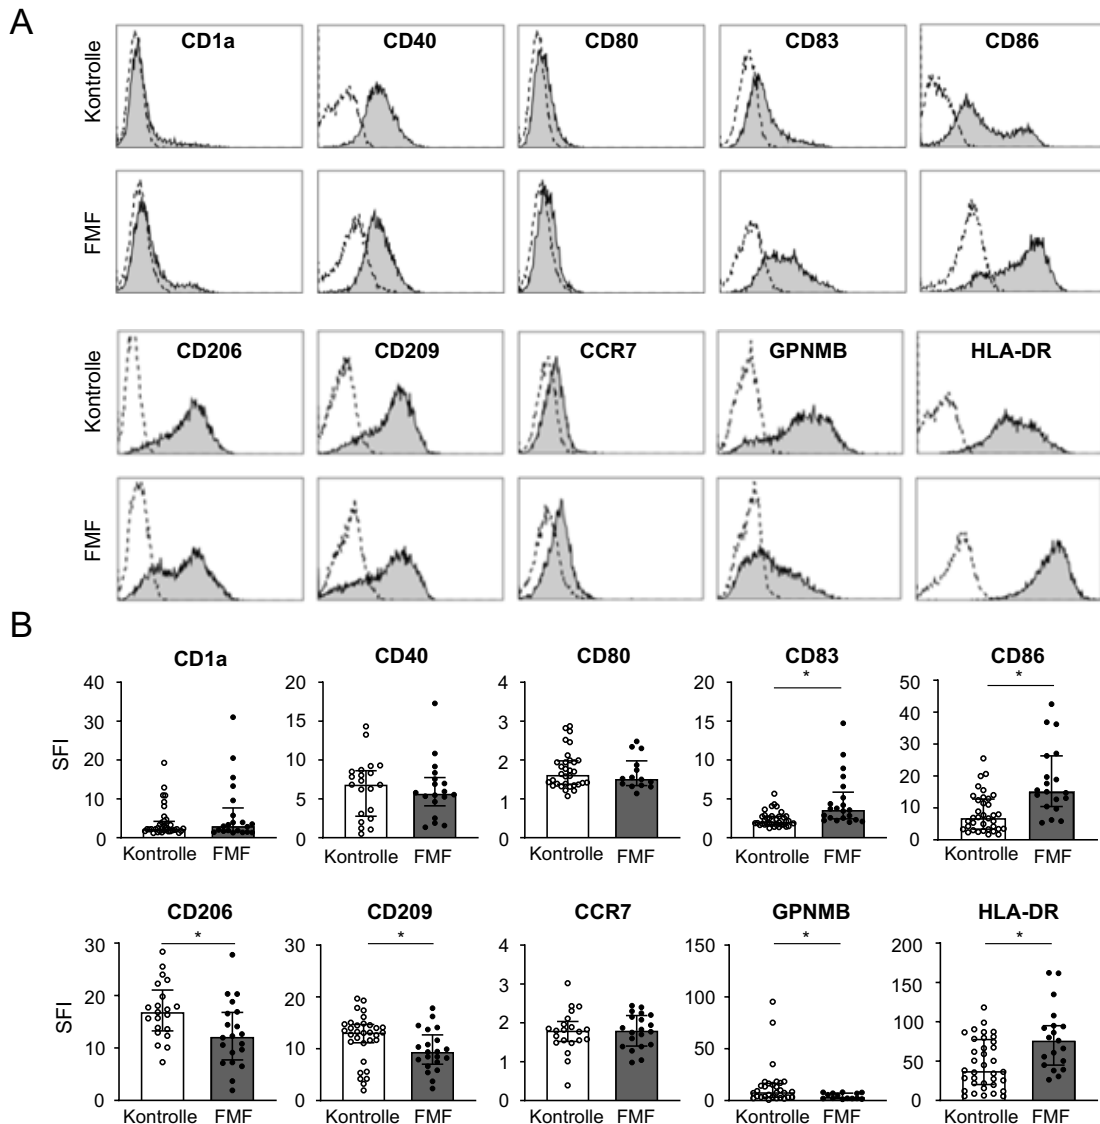 A
CD1a CD40 CD80 CD83 CD86
Kontrolle
FMF
CD206 CD209 CCR7 GPNMB HLA-DR
Kontrolle
FMF
B
CD1a CD40 CD80 CD83 CD86
* *
40 20 4 20 50
40
30 15 3 15
30
SFI 20 10 2 10
20
10 5 1 5
10
0 0 0 0 0
Kontrolle FMF Kontrolle FMF Kontrolle FMF Kontrolle FMF Kontrolle FMF
CD206 CD209 CCR7 GPNMB HLA-DR
* * * *
30 30 4 150 200
3 150
20 20 100
SFI 2 100
10 10 50
1 50
0 0 0 0 0
Kontrolle FMF Kontrolle FMF Kontrolle FMF Kontrolle FMF Kontrolle FMF